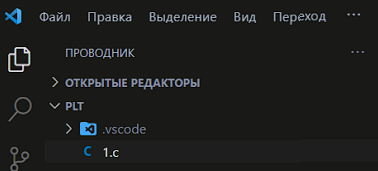 Файл Правка Выделение Вид Переход ...
ПРОВОДНИК ...
ОТКРЫТЫЕ РЕДАКТОРЫ
PLT
.vscode
C 1.c